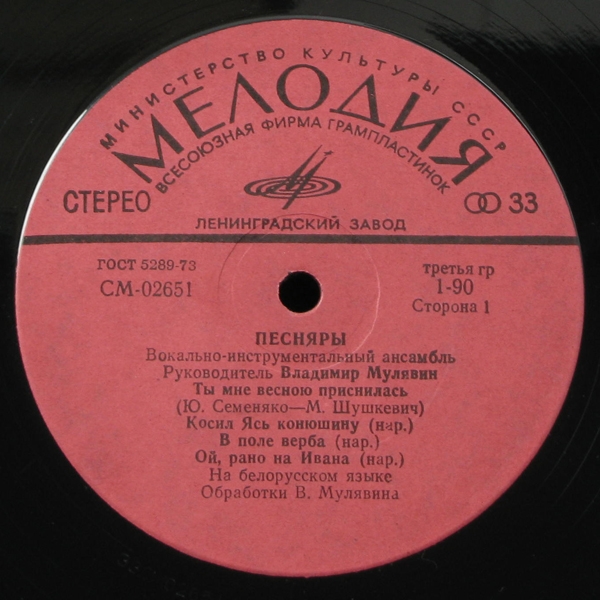 МИНИСТЕРСТВО КУЛЬТУРЫ СССР
МЕЛОДИЯ
ВСЕСОЮЗНАЯ ФИРМА ГРАМПЛАСТИНОК
СТЕРЕО
33
ЛЕНИНГРАДСКИЙ ЗАВОД
ГОСТ 5289-73
СМ-02651
третья гр
1-90
Сторона 1
ПЕСНЯРЫ
Вокально-инструментальный ансамбль
Руководитель Владимир Мулявин
Ты мне весною приснилась
(Ю. Семеняко—М. Шушкевич)
Косил Ясь конюшину (нар.)
В поле верба (нар.)
Ой, рано на Ивана (нар.)
На белорусском языке
Обработки В. Мулявина